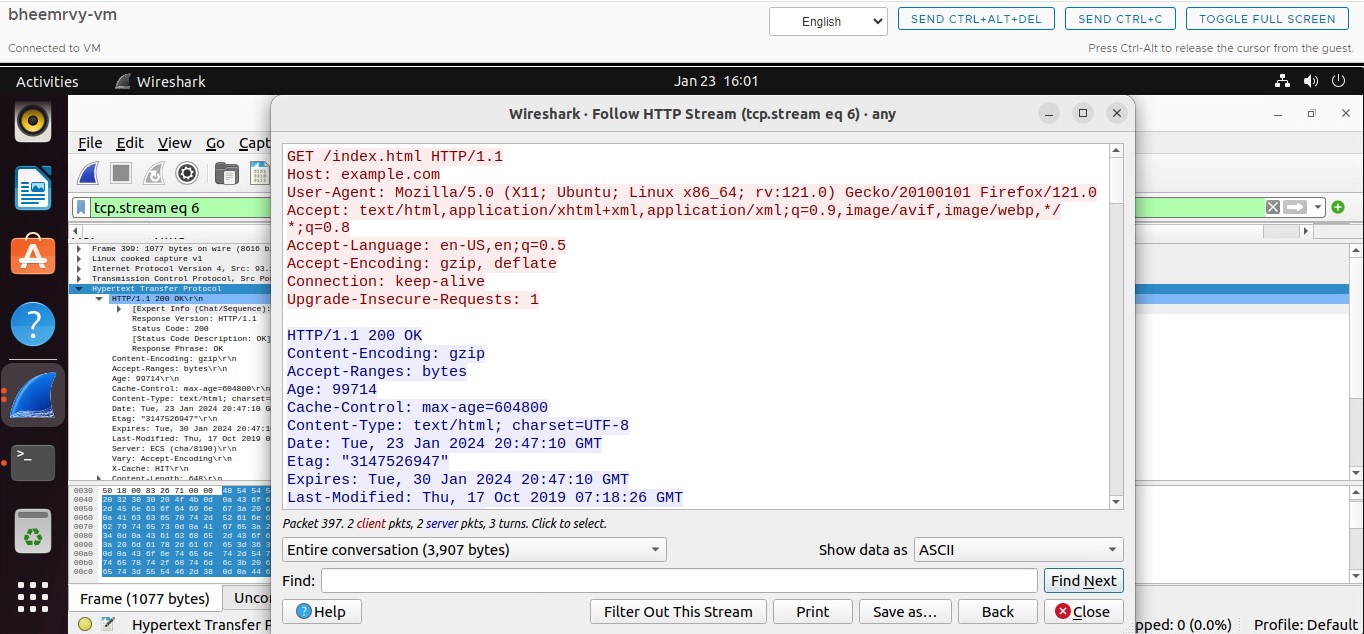 bheemrvy-vm
English
SEND CTRL+ALT+DEL
SEND CTRL+C
TOGGLE FULL SCREEN
Connected to VM
Press Ctrl-Alt to release the cursor from the guest.
Activities
Wireshark
Jan 23 16:01
Wireshark · Follow HTTP Stream (tcp.stream eq 6) · any
File Edit View Go Capt
tcp.stream eq 6
Frame 399: 1077 bytes on wire (8616 b
Linux cooked capture v1
Internet Protocol Version 4, Src: 93.
Transmission Control Protocol, Src Po
Hypertext Transfer Protocol
HTTP/1.1 200 OK\r\n
[Expert Info (Chat/Sequence):
Response Version: HTTP/1.1
Status Code: 200
[Status Code Description: OK]
Response Phrase: OK
Content-Encoding: gzip\r\n
Accept-Ranges: bytes\r\n
Age: 99714\r\n
Cache-Control: max-age=604800\r\n
Content-Type: text/html; charset=
Date: Tue, 23 Jan 2024 20:47:10 G
Etag: "3147526947"\r\n
Expires: Tue, 30 Jan 2024 20:47:1
Last-Modified: Thu, 17 Oct 2019 0
Server: ECS (cha/8190)\r\n
Vary: Accept-Encoding\r\n
X-Cache: HIT\r\n
Content-Length: 648\r\n
0030 50 18 00 83 26 71 00 00 48 54 54 5
0040 20 32 30 30 20 4f 4b 0d 0a 43 6f 6
0050 2d 45 6e 63 6f 64 69 6e 67 3a 20 6
0060 0a 41 63 63 65 70 74 2d 52 61 6e 6
0070 62 79 74 65 73 0d 0a 41 67 65 3a 2
0080 34 0d 0a 43 61 63 68 65 2d 43 6f 6
0090 3a 20 6d 61 78 2d 61 67 65 3d 36 3
00a0 0d 0a 43 6f 6e 74 65 6e 74 2d 54 7
00b0 74 65 78 74 2f 68 74 6d 6c 3b 20 6
00c0 65 74 3d 55 54 46 2d 38 0d 0a 44 6
Frame (1077 bytes)
Unco
Hypertext Transfer P
GET /index.html HTTP/1.1
Host: example.com
User-Agent: Mozilla/5.0 (X11; Ubuntu; Linux x86_64; rv:121.0) Gecko/20100101 Firefox/121.0
Accept: text/html,application/xhtml+xml,application/xml;q=0.9,image/avif,image/webp,*/
*;q=0.8
Accept-Language: en-US,en;q=0.5
Accept-Encoding: gzip, deflate
Connection: keep-alive
Upgrade-Insecure-Requests: 1
HTTP/1.1 200 OK
Content-Encoding: gzip
Accept-Ranges: bytes
Age: 99714
Cache-Control: max-age=604800
Content-Type: text/html; charset=UTF-8
Date: Tue, 23 Jan 2024 20:47:10 GMT
Etag: "3147526947"
Expires: Tue, 30 Jan 2024 20:47:10 GMT
Last-Modified: Thu, 17 Oct 2019 07:18:26 GMT
Packet 397. 2 client pkts, 2 server pkts, 3 turns. Click to select.
Entire conversation (3,907 bytes)
Show data as ASCII
Find:
Find Next
Help
Filter Out This Stream
Print
Save as…
Back
Close
pped: 0 (0.0%)
Profile: Default